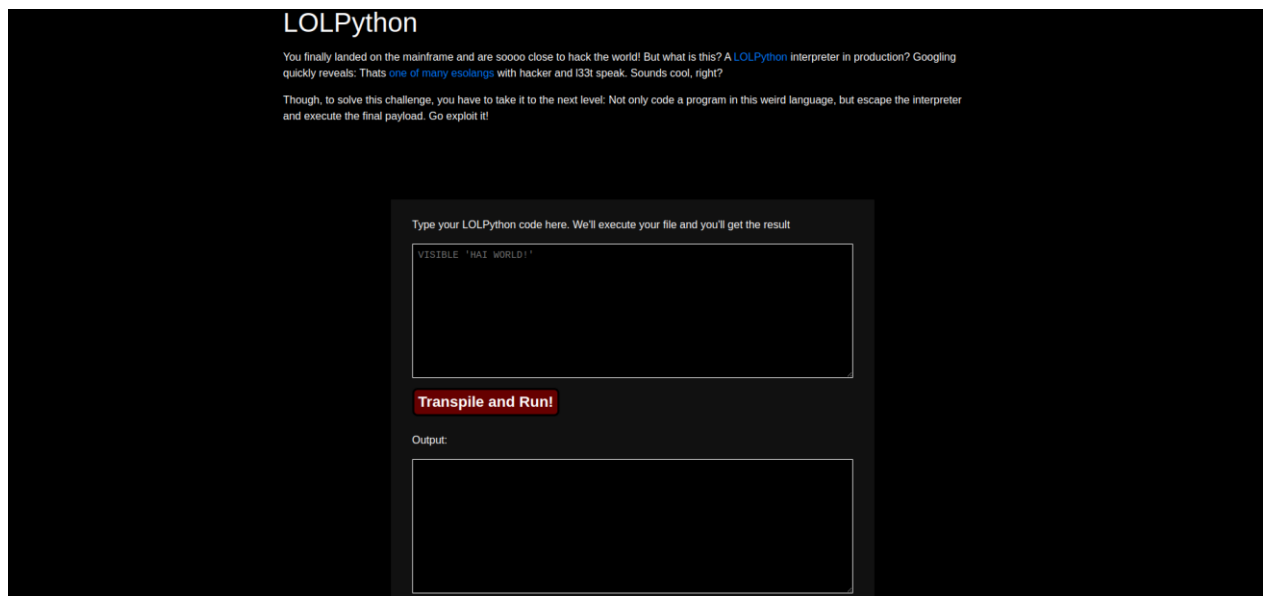 LOLPython
You finally landed on the mainframe and are soooo close to hack the world! But what is this? A LOLPython interpreter in production? Googling
quickly reveals: Thats one of many esolangs with hacker and l33t speak. Sounds cool, right?
Though, to solve this challenge, you have to take it to the next level: Not only code a program in this weird language, but escape the interpreter
and execute the final payload. Go exploit it!
Type your LOLPython code here. We'll execute your file and you'll get the result
VISIBLE 'HAI WORLD!'
Transpile and Run!
Output: